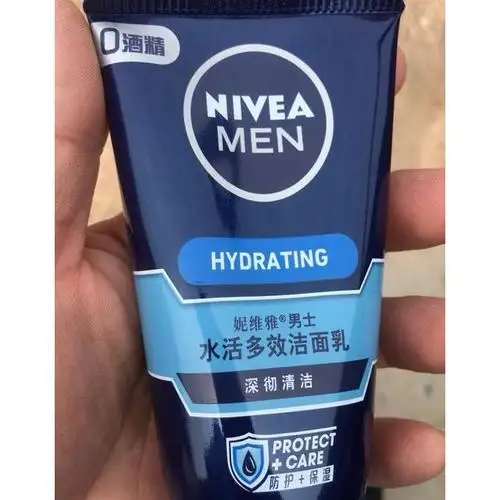 0酒精
NIVEA
MEN
HYDRATING
妮维雅®男士
水活多效洁面乳
深彻清洁
PROTECT
+ CARE
防护+保湿